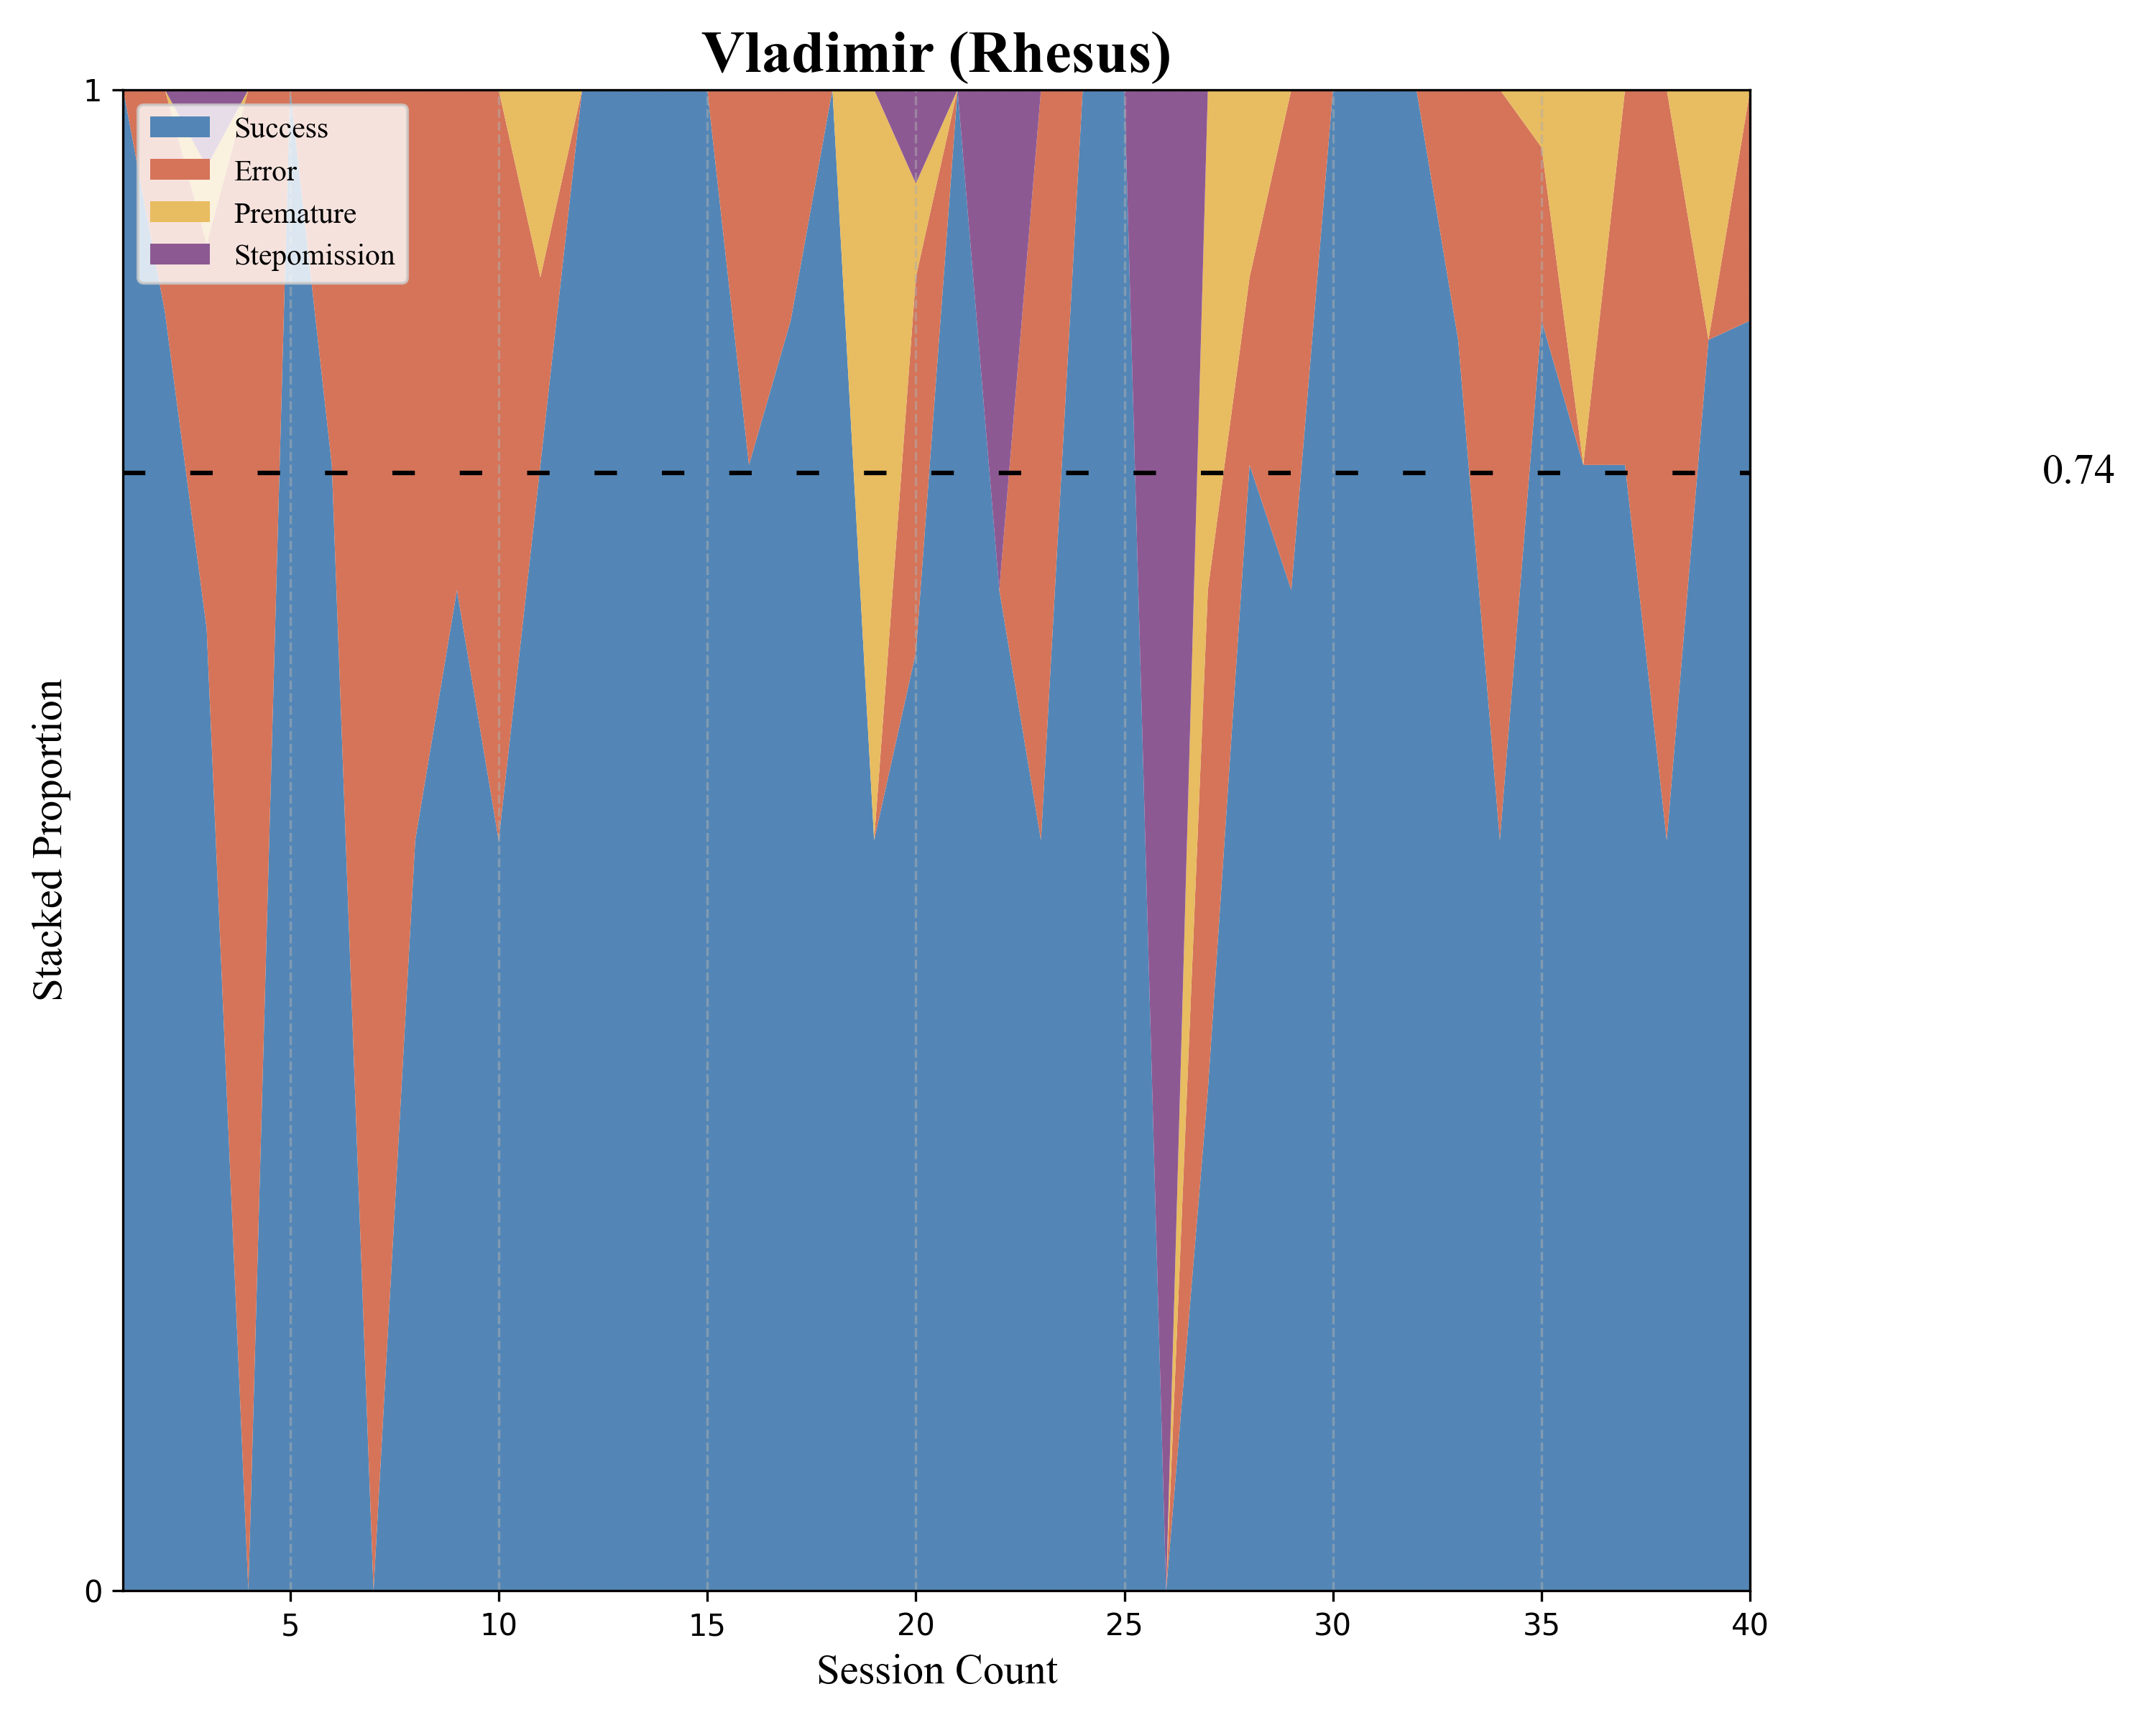 Vladimir (Rhesus)
1
Success
Error
Premature
Stepomission
0.74
Stacked Proportion
0
5 10 15 20 25 30 35 40
Session Count